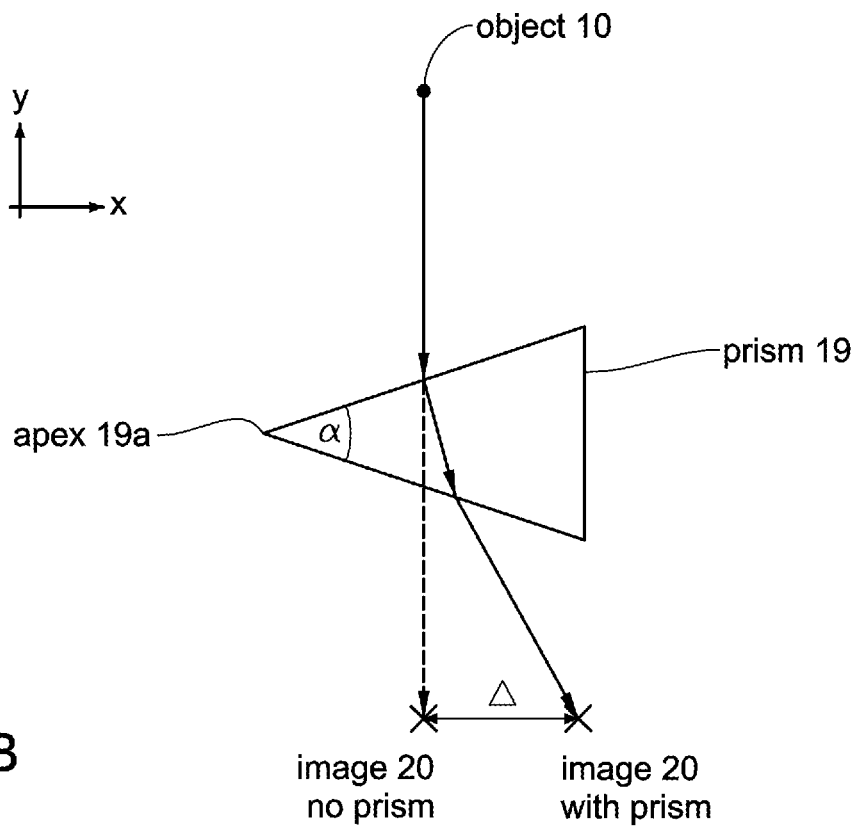 object 10
y
x
prism 19
apex 19a
α
△
B
image 20
no prism
image 20
with prism